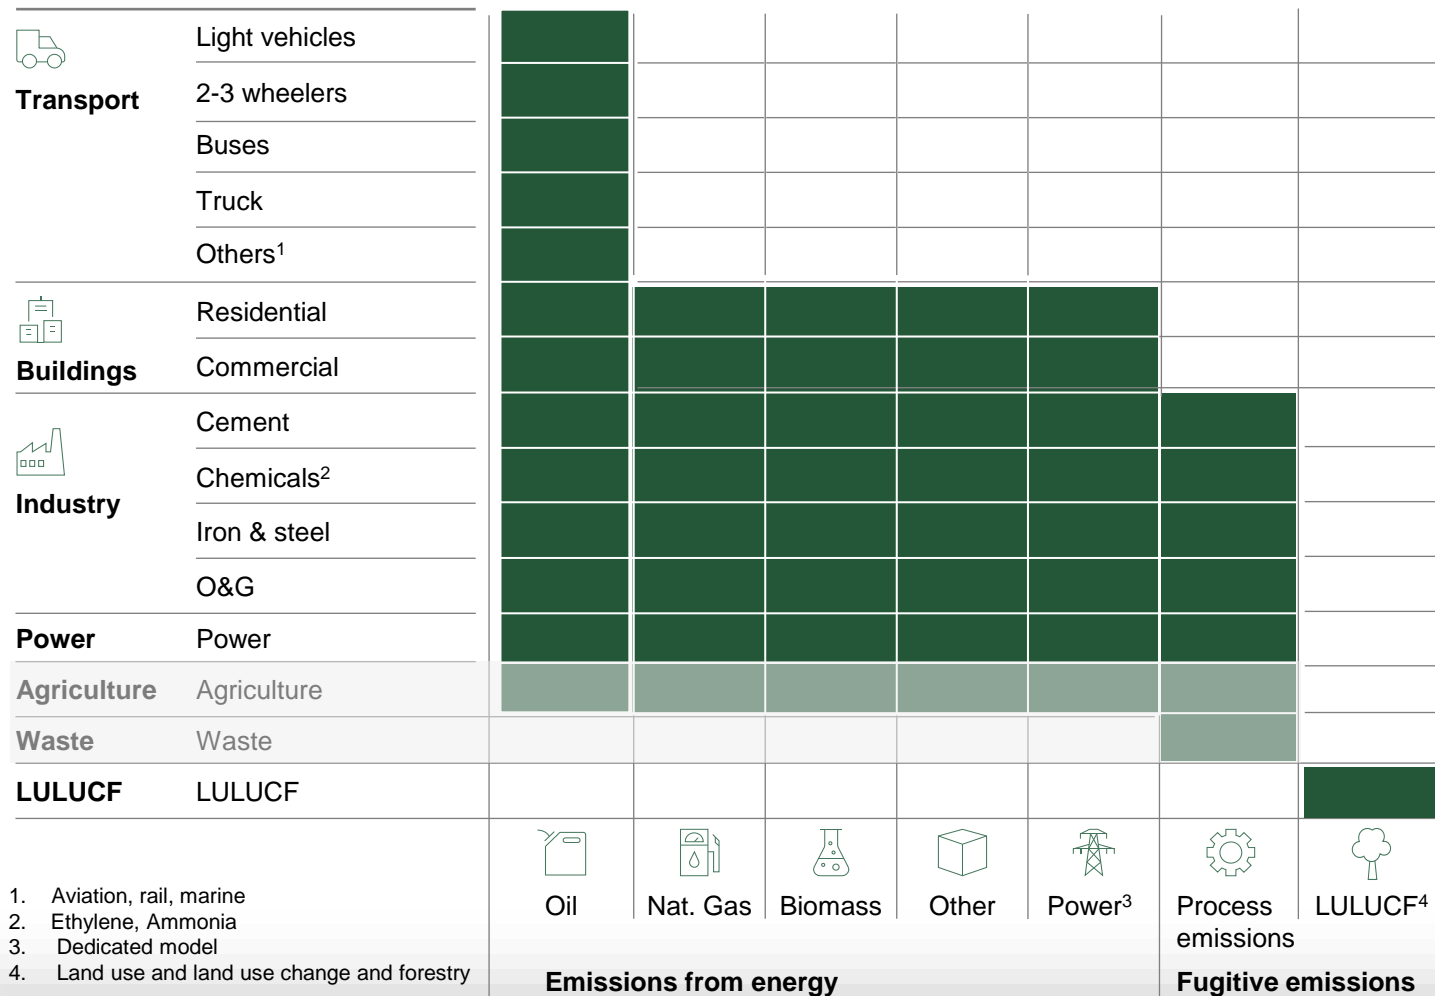 Transport
Light vehicles
2-3 wheelers
Buses
Truck
Others1
Buildings
Residential
Commercial
Industry
Cement
Chemicals2
Iron & steel
O&G
Power Power
Agriculture Agriculture
Waste Waste
LULUCF LULUCF
Oil Nat. Gas Biomass Other Power3 Process emissions LULUCF4
Emissions from energy Fugitive emissions
1. Aviation, rail, marine
2. Ethylene, Ammonia
3. Dedicated model
4. Land use and land use change and forestry